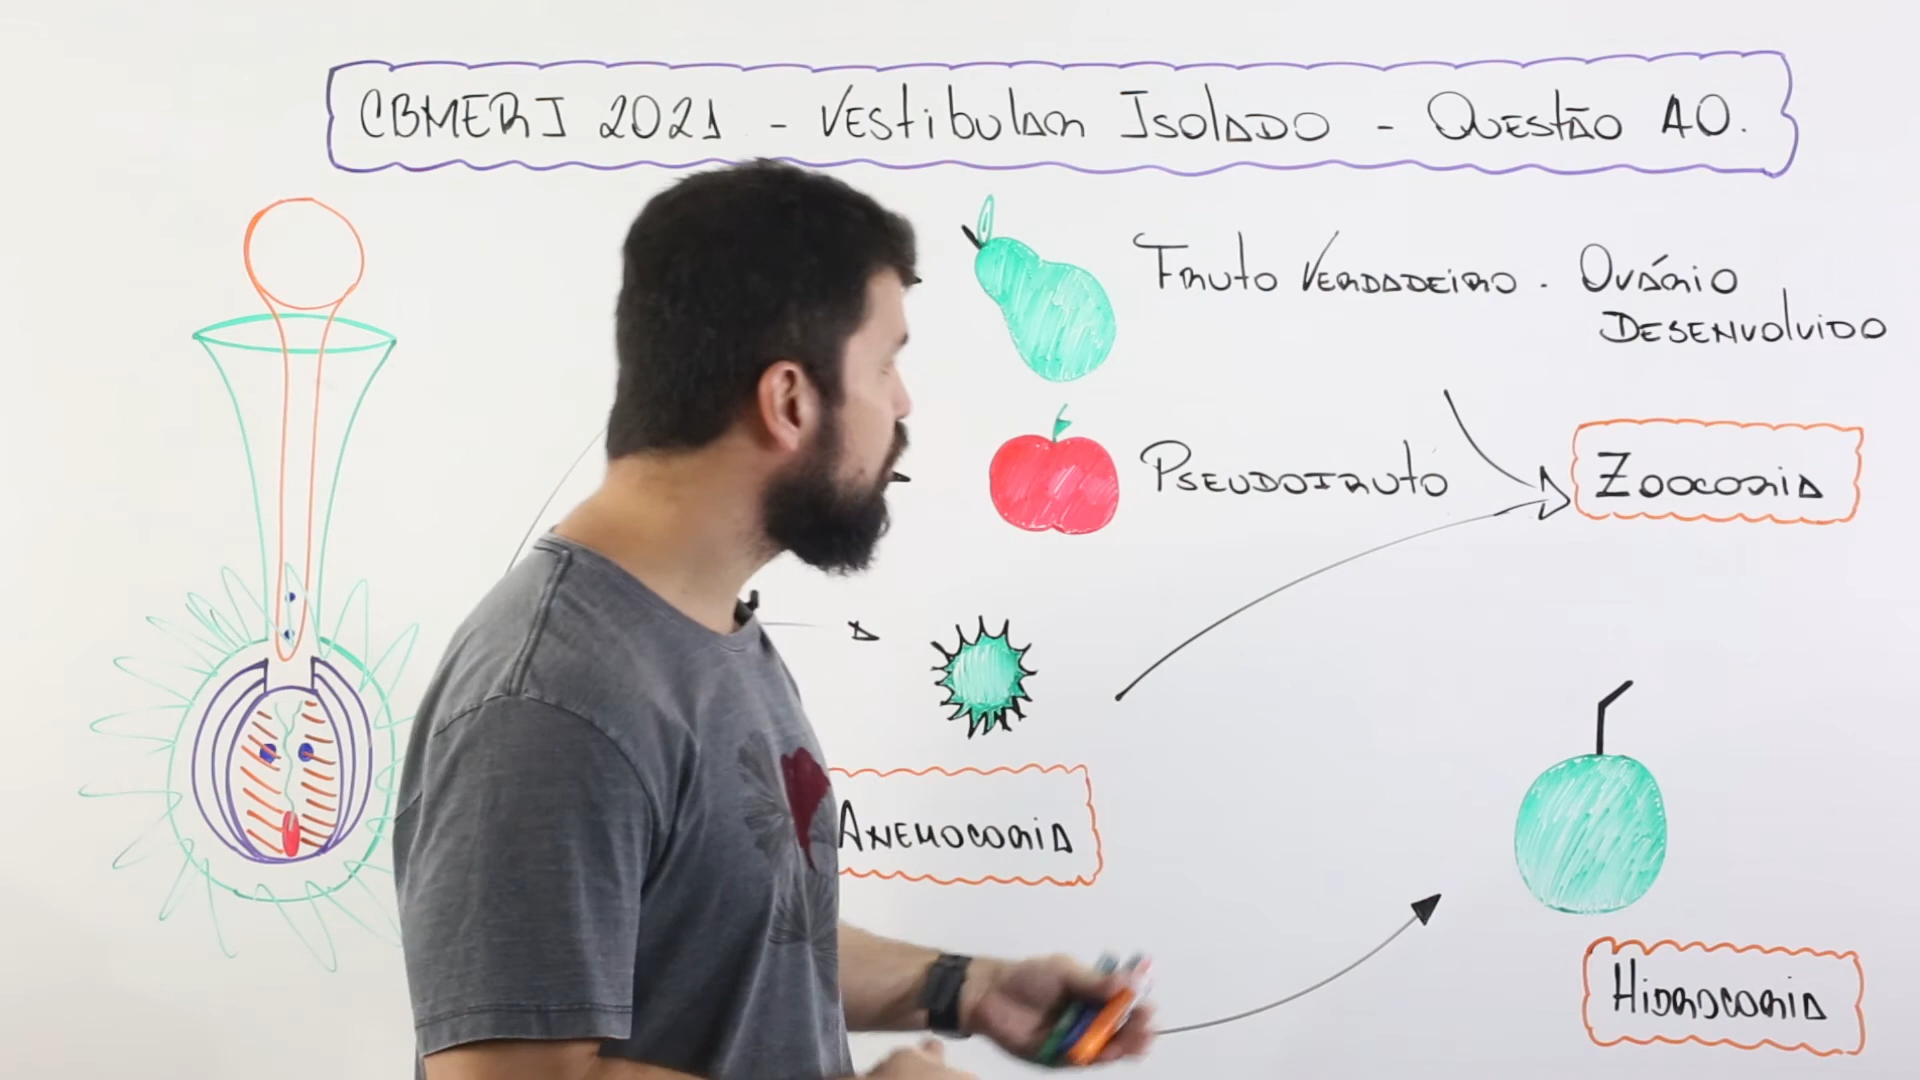 CBMERJ 2021 - Vestibular Isolado - Questão 40.
Fruto Verdadeiro - Ovário
Desenvolvido
Pseudofruto
Zoocoria
Anemocoria
Hidrocoria